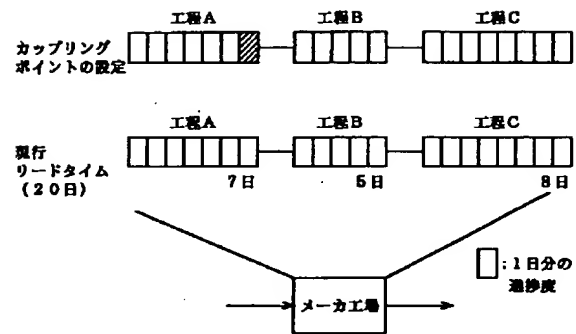 工程A 工程B 工程C
カップリング
ポイントの設定
工程A 工程B 工程C
現行
リードタイム
(20日)
7日 5日 8日
:1日分の
進捗度
メーカ工場